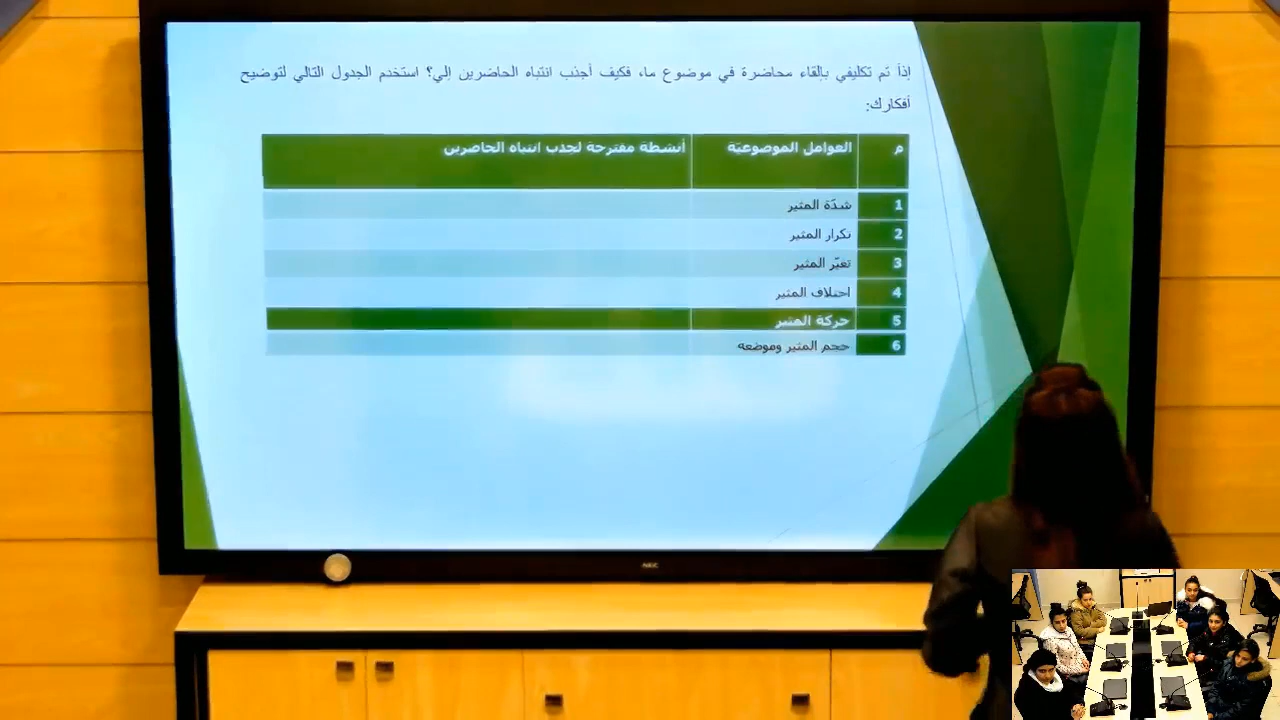 إذاً تم تكليفي بإلقاء محاضرة في موضوع ما، فكيف أجذب انتباه الحاضرين إلي؟ استخدم الجدول التالي لتوضيح
أفكارك:
م العوامل الموضوعيّة أنشطة مقترحة لجذب انتباه الحاضرين
1 شدّة المثير
2 تكرار المثير
3 تغيّر المثير
4 اختلاف المثير
5 حركة المثير
6 حجم المثير وموضعه
NEC